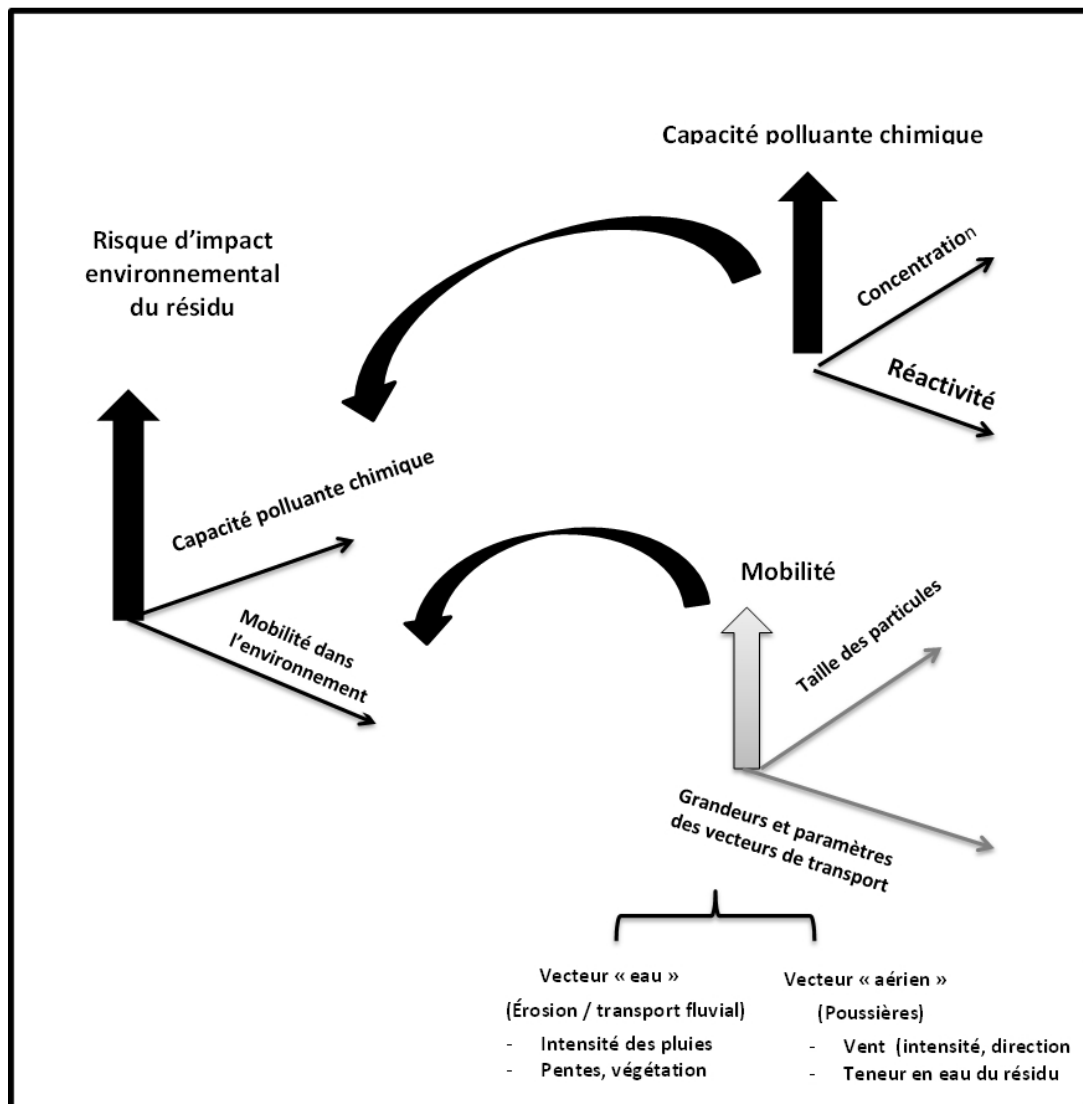 Capacité polluante chimique
Risque d'impact
environnemental
du résidu
Concentration
Réactivité
Capacité polluante chimique
Mobilité dans
l'environnement
Mobilité
Taille des particules
Grandeurs et paramètres
des vecteurs de transport
Vecteur « eau »
(Érosion / transport fluvial)
- Intensité des pluies
- Pentes, végétation
Vecteur « aérien »
(Poussières)
- Vent (intensité, direction
- Teneur en eau du résidu